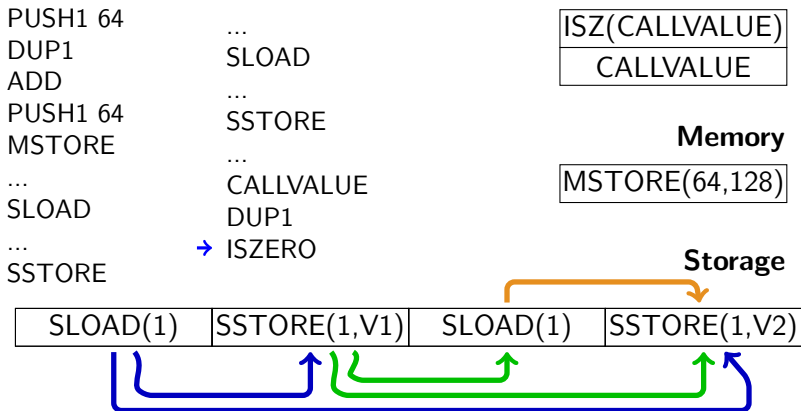 PUSH1 64
DUP1
ADD
PUSH1 64
MSTORE
...
SLOAD
...
SSTORE
...
SLOAD
...
SSTORE
...
CALLVALUE
DUP1
ISZERO
ISZ(CALLVALUE)
CALLVALUE
Memory
MSTORE(64,128)
Storage
SLOAD(1) SSTORE(1,V1) SLOAD(1) SSTORE(1,V2)